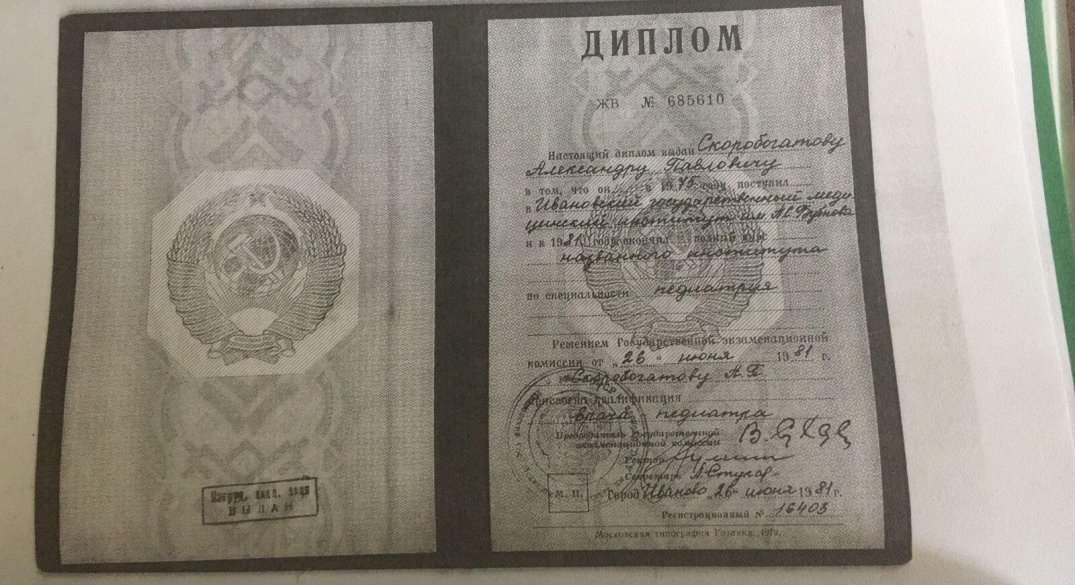 Нагруд. акад. знак
ВЫДАН
ДИПЛОМ
ЖВ № 685610
Настоящий диплом выдан Скоробогатову
Александру Павловичу
в том, что он в 1975 году поступил
в Ивановский государственный меди-
цинский институт им А.С. Бубнова
и в 1981 году окончил полный курс
названного института
по специальности педиатрия
Решением Государственной экзаменационной
комиссии от „26“ июня 1981 г.
Скоробогатову А.П.
присвоена квалификация
врача педиатра
Председатель Государственной
экзаменационной комиссии
Ректор
Секретарь
М. П. Город Иваново „26“ июня 1981 г.
Регистрационный № 16403
Московская типография Гознака.